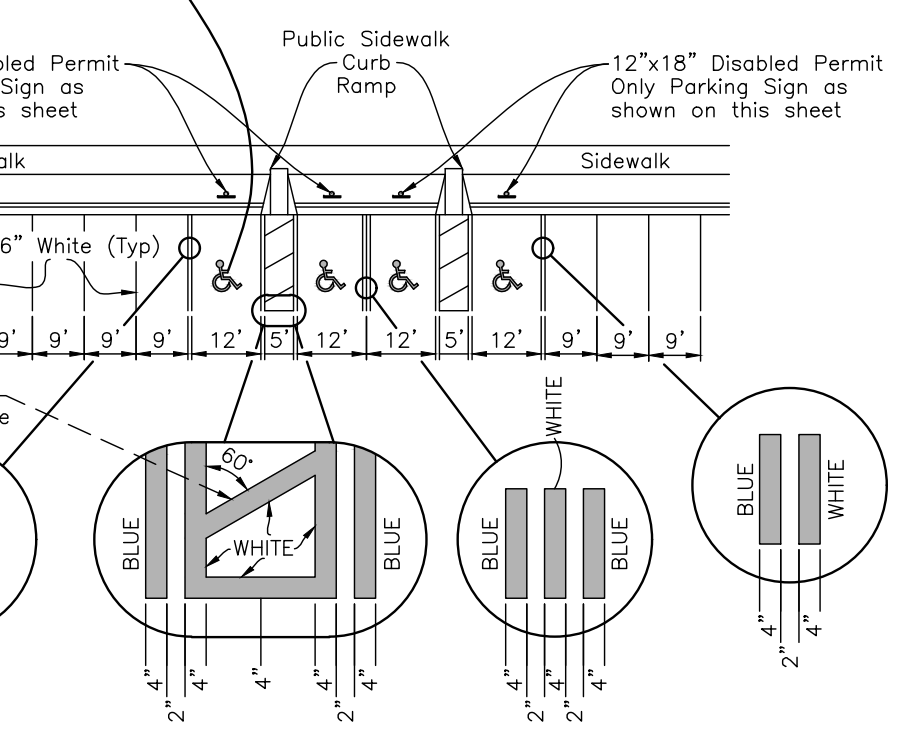 Public Sidewalk
Curb
Ramp
Permit
Sign as
sheet
12”x18” Disabled Permit
Only Parking Sign as
shown on this sheet
Sidewalk
6” White (Typ)
9’ 9’ 9’ 9’ 12’ 5’ 12’ 12’ 5’ 12’ 9’ 9’ 9’
WHITE
60°
BLUE
WHITE
BLUE
BLUE
BLUE
BLUE
WHITE
4” 2” 4” 4” 2” 4”
4” 2” 4” 2” 4”
4” 2” 4”